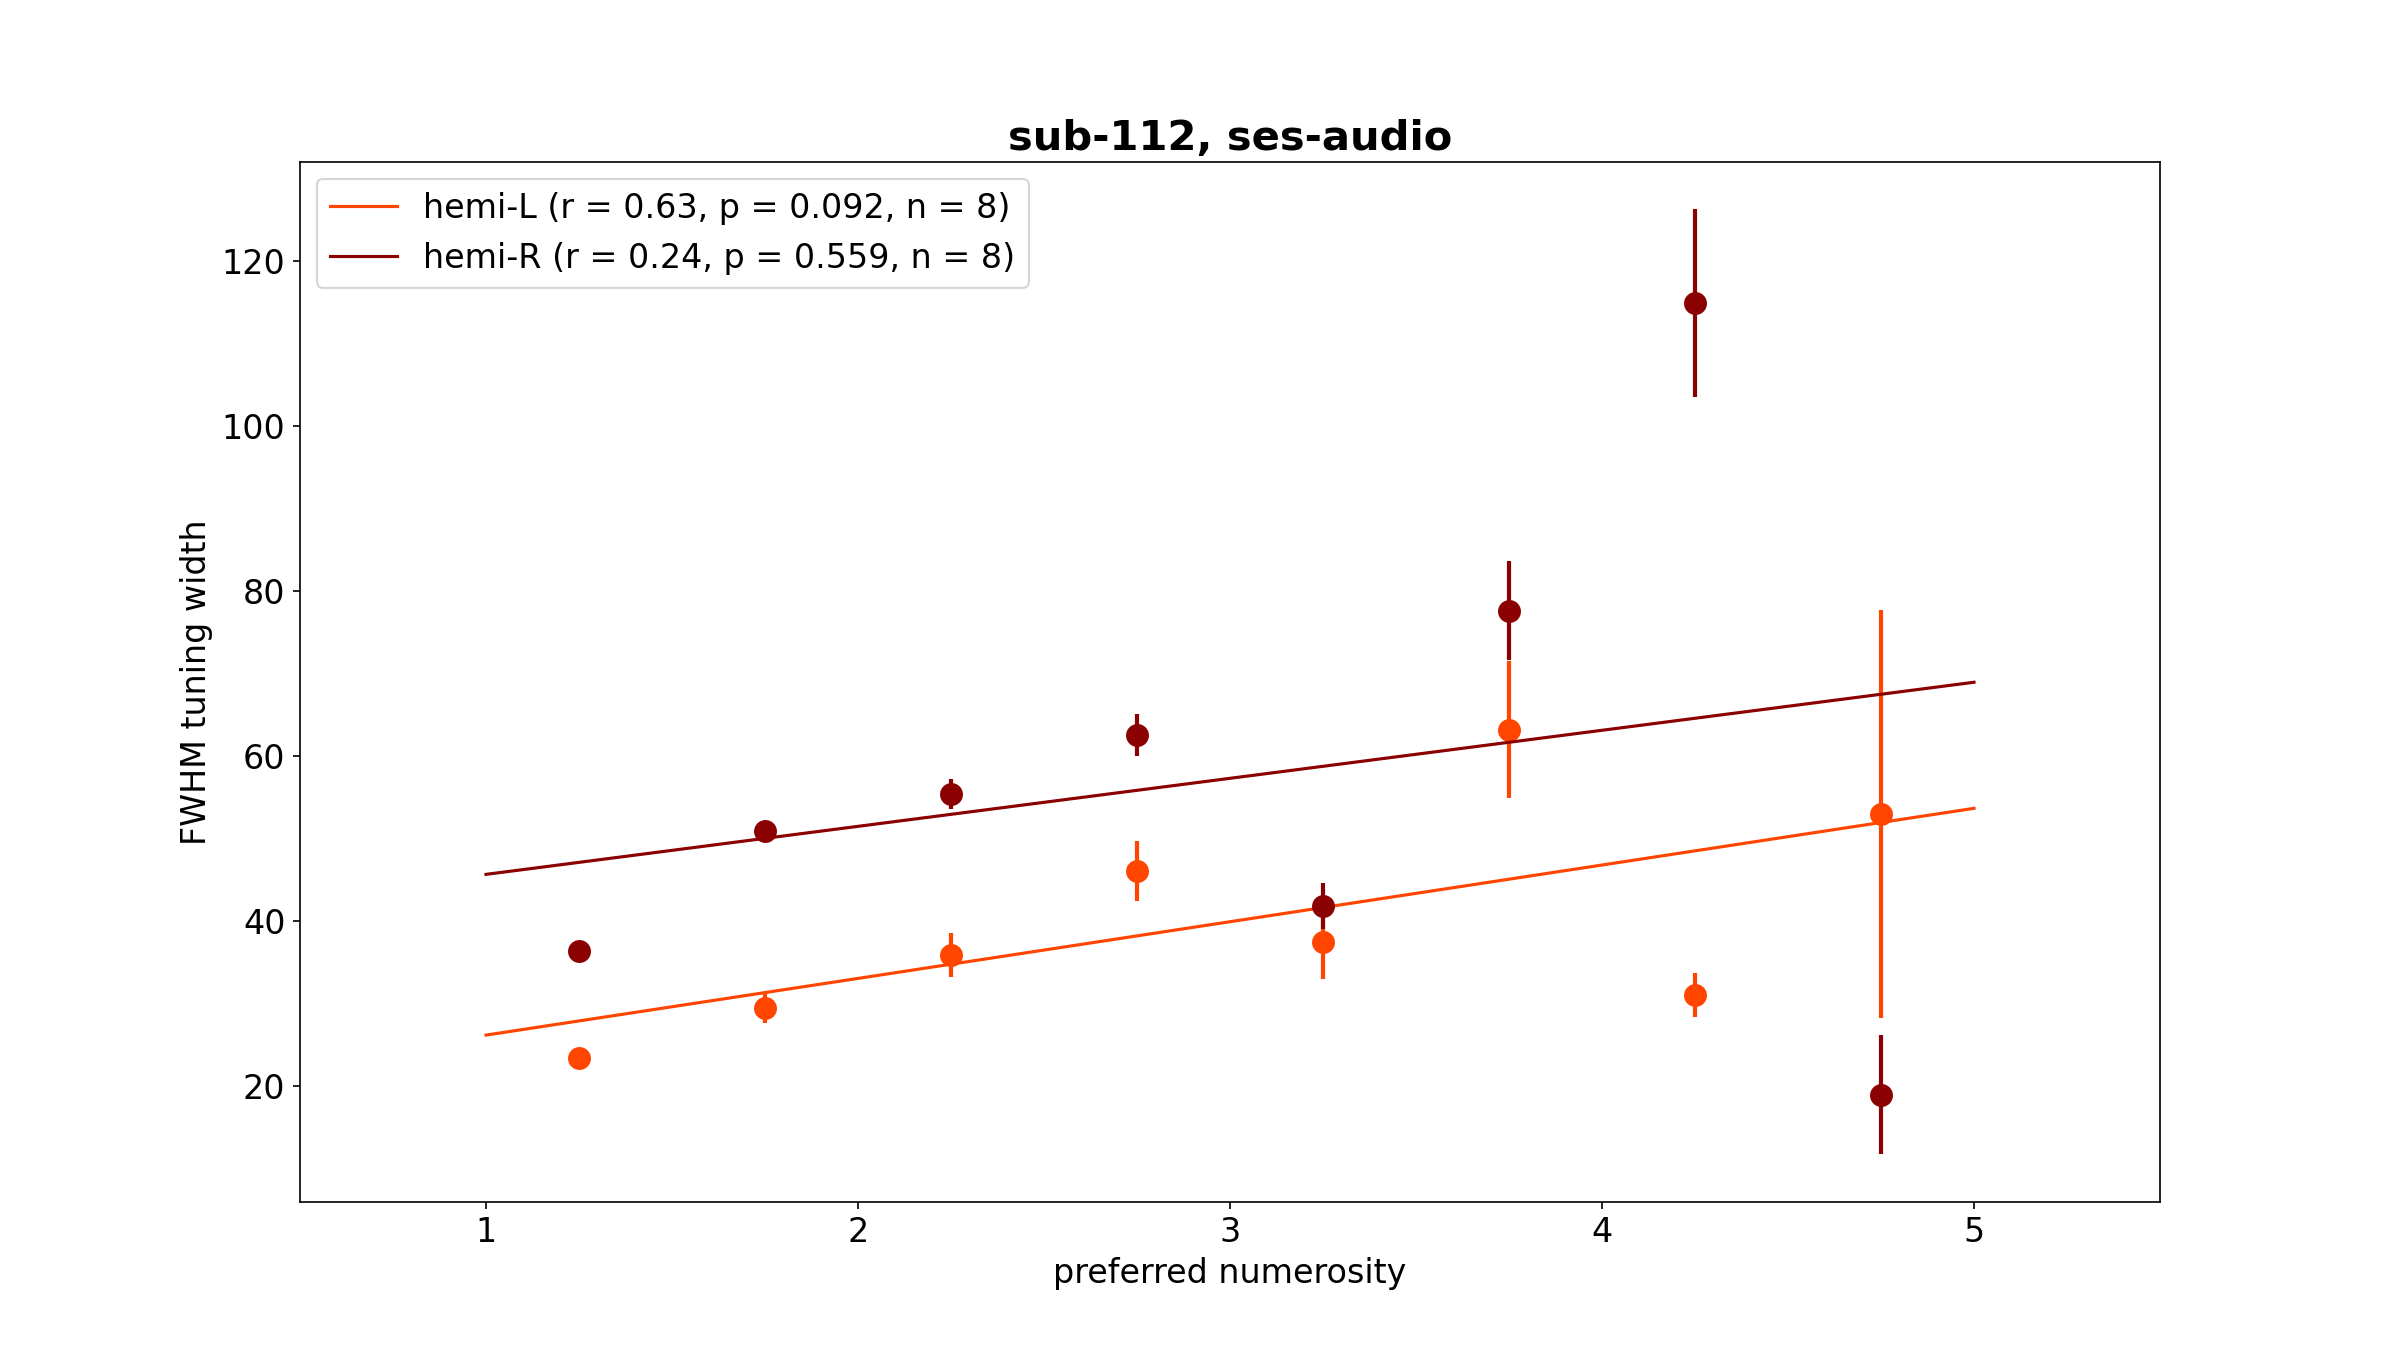 sub-112, ses-audio
hemi-L (r = 0.63, p = 0.092, n = 8)
hemi-R (r = 0.24, p = 0.559, n = 8)
120
100
80
60
40
20
FWHM tuning width
1 2 3 4 5
preferred numerosity